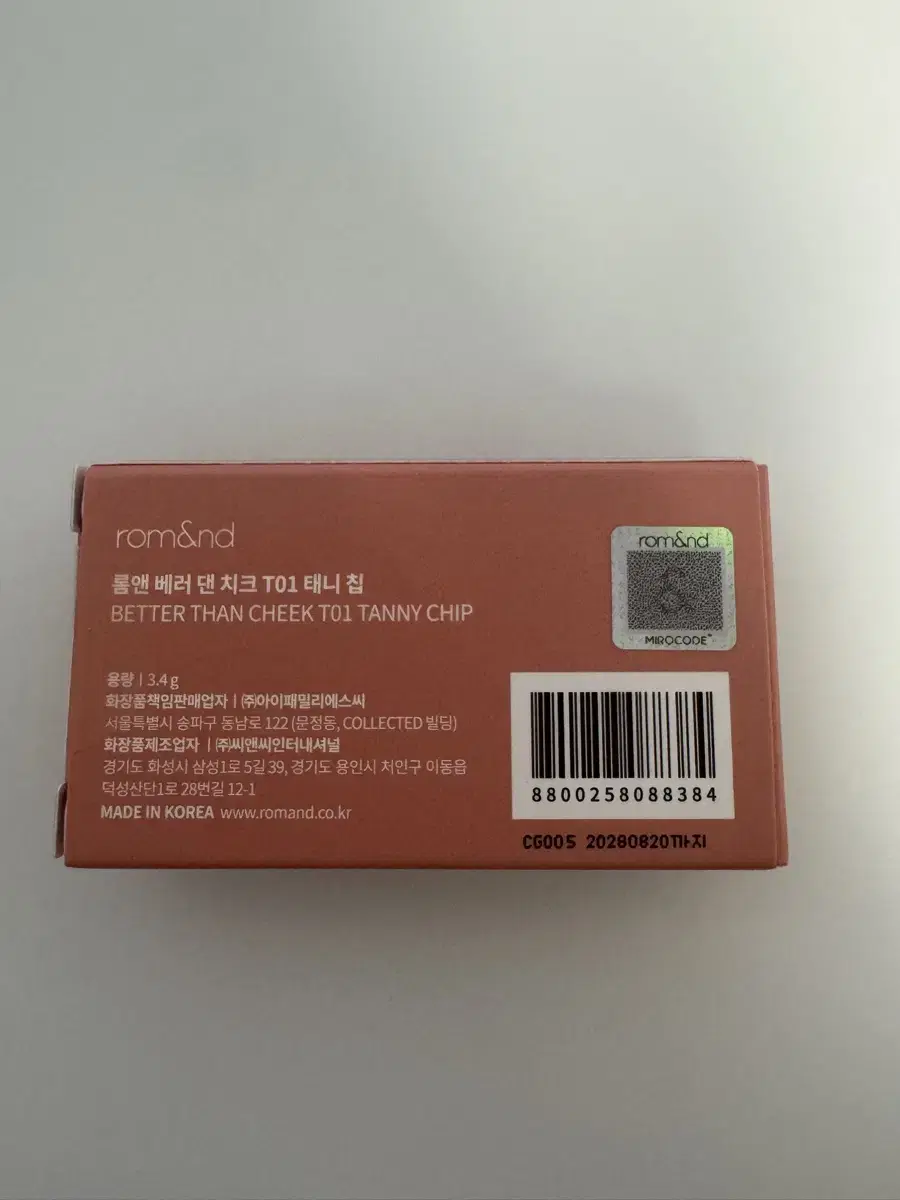 rom&nd
롬앤 베러 댄 치크 T01 태니 칩
BETTER THAN CHEEK T01 TANNY CHIP
용량 | 3.4 g
화장품책임판매업자 | ㈜아이패밀리에스씨
서울특별시 송파구 동남로 122 (문정동, COLLECTED 빌딩)
화장품제조업자 | ㈜씨앤씨인터내셔널
경기도 화성시 삼성1로 5길 39, 경기도 용인시 처인구 이동읍
덕성산단1로 28번길 12-1
MADE IN KOREA www.romand.co.kr
rom&nd
MIROCODE™
8800258088384
CG005 20280820까지